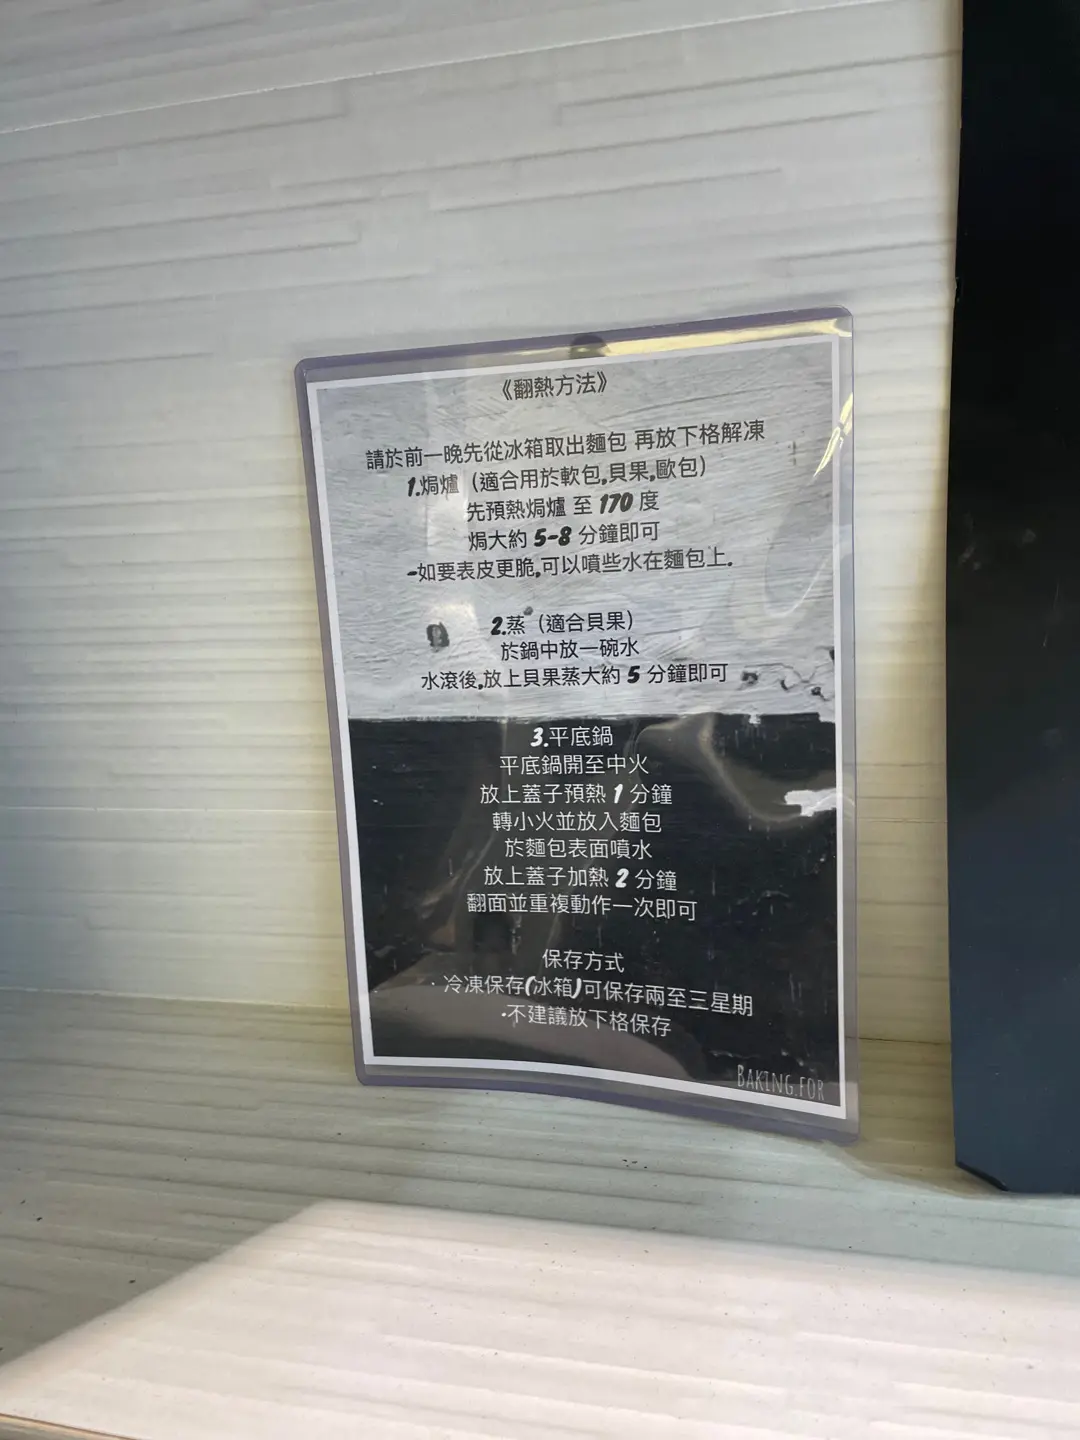 《翻熱方法》
請於前一晚先從冰箱取出麵包 再放下格解凍
1.焗爐（適合用於軟包,貝果,歐包）
先預熱焗爐 至 170 度
焗大約 5-8 分鐘即可
-如要表皮更脆,可以噴些水在麵包上.
2.蒸（適合貝果）
於鍋中放一碗水
水滾後,放上貝果蒸大約 5 分鐘即可
3.平底鍋
平底鍋開至中火
放上蓋子預熱 1 分鐘
轉小火並放入麵包
於麵包表面噴水
放上蓋子加熱 2 分鐘
翻面並重複動作一次即可
保存方式
·冷凍保存(冰箱)可保存兩至三星期
·不建議放下格保存
BAKING.FOR